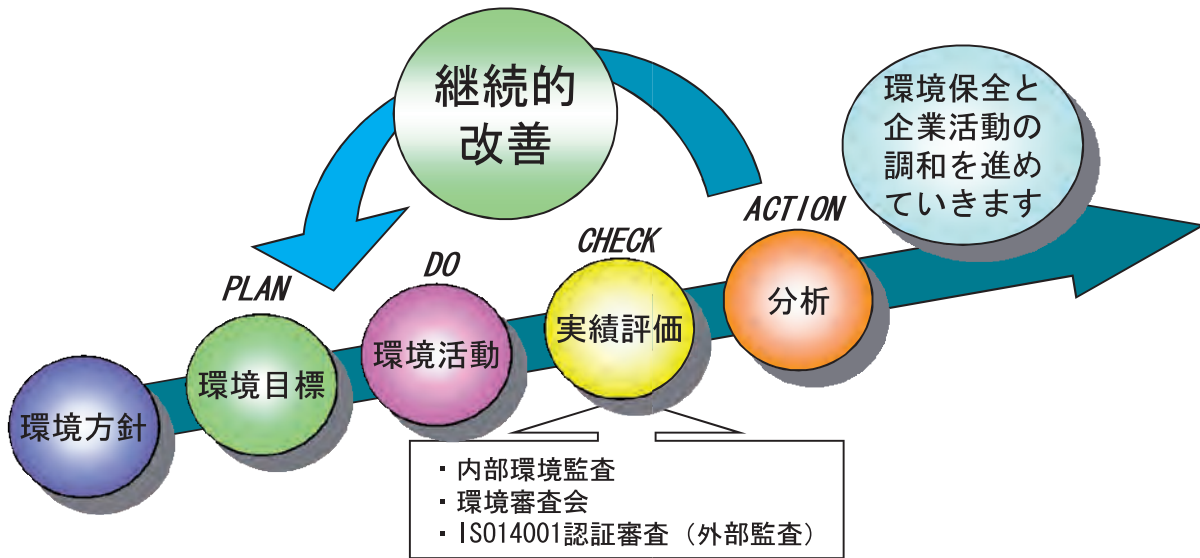 継続的
改善
環境保全と
企業活動の
調和を進め
ていきます
ACTION
CHECK
DO
PLAN
分析
実績評価
環境活動
環境目標
環境方針
・内部環境監査
・環境審査会
・ISO14001認証審査（外部監査）